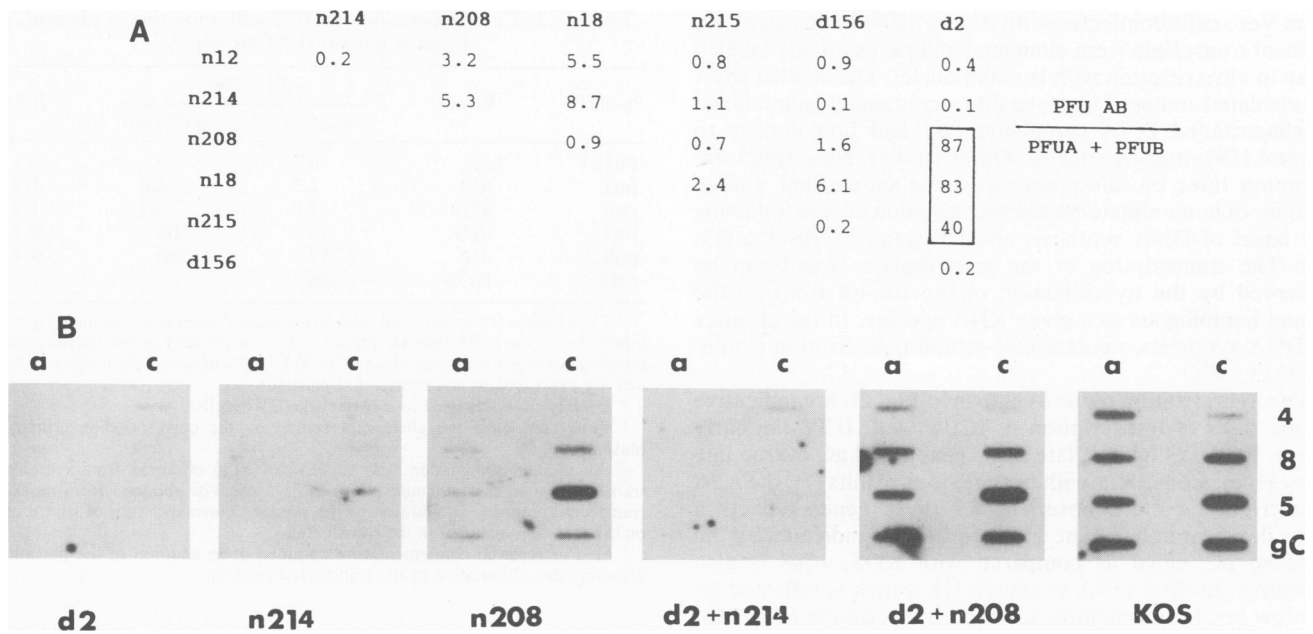 A
n214 n208 n18 n215 d156 d2
n12 0.2 3.2 5.5 0.8 0.9 0.4
n214 5.3 8.7 1.1 0.1 0.1 PFU AB
n208 0.9 0.7 1.6 87 PFUA + PFUB
n18 2.4 6.1 83
n215 0.2 40
d156 0.2
B
a c a c a c a c a c a c
4
8
5
gC
d2 n214 n208 d2+n214 d2+n208 KOS